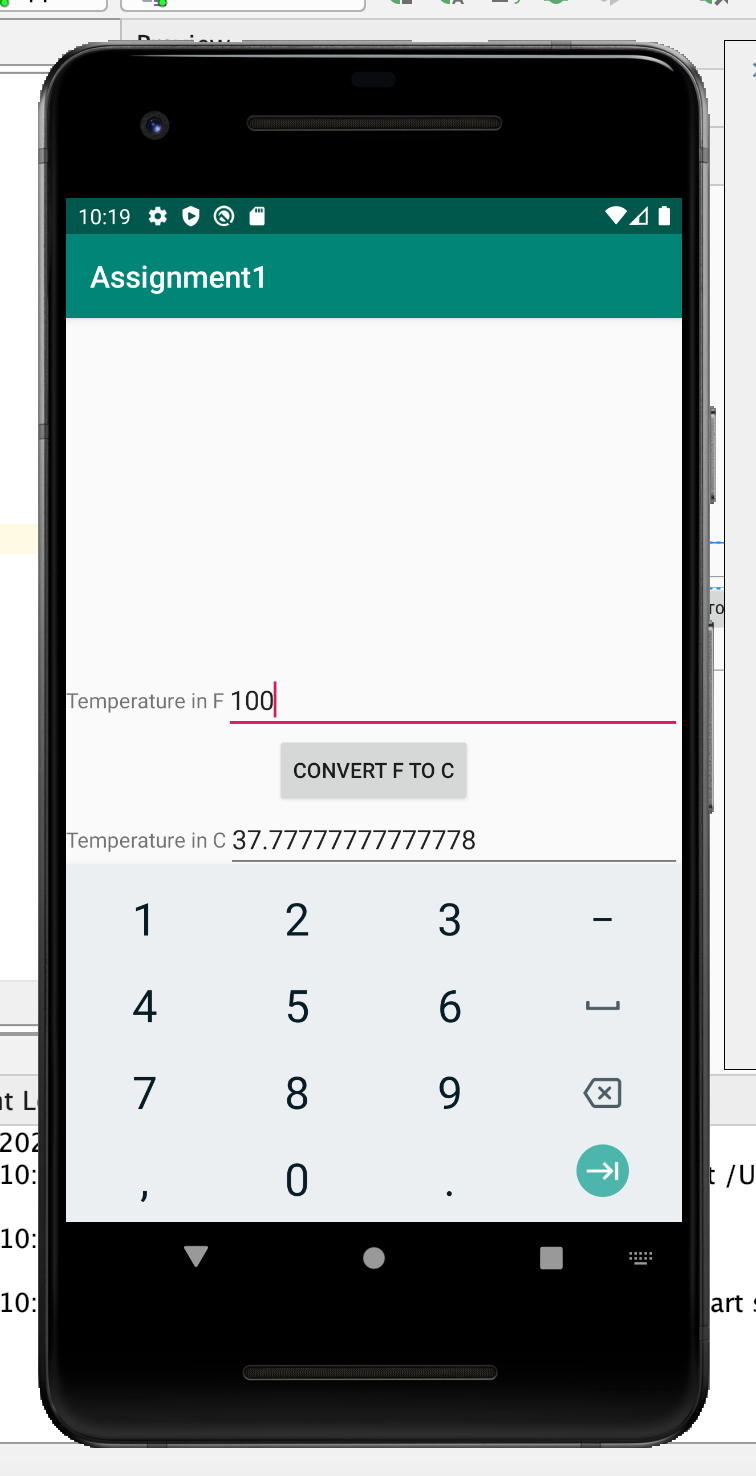 Preview
10:19
Assignment1
Temperature in F 100
CONVERT F TO C
Temperature in C 37.77777777777778
1 2 3 –
4 5 6
7 8 9
, 0 .
202
10: t /U
10:
10: art s